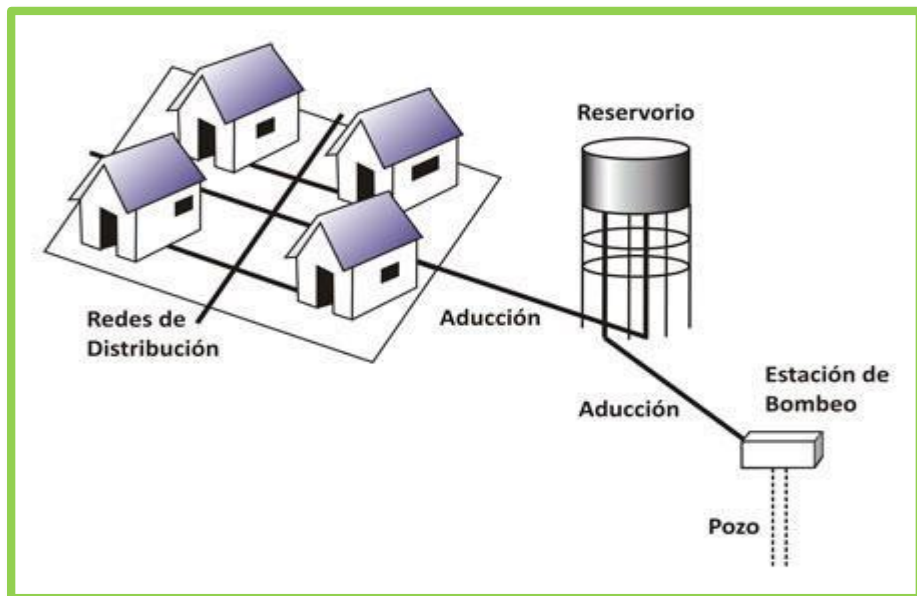 Reservorio
Redes de
Distribución
Aducción
Aducción
Estación de
Bombeo
Pozo